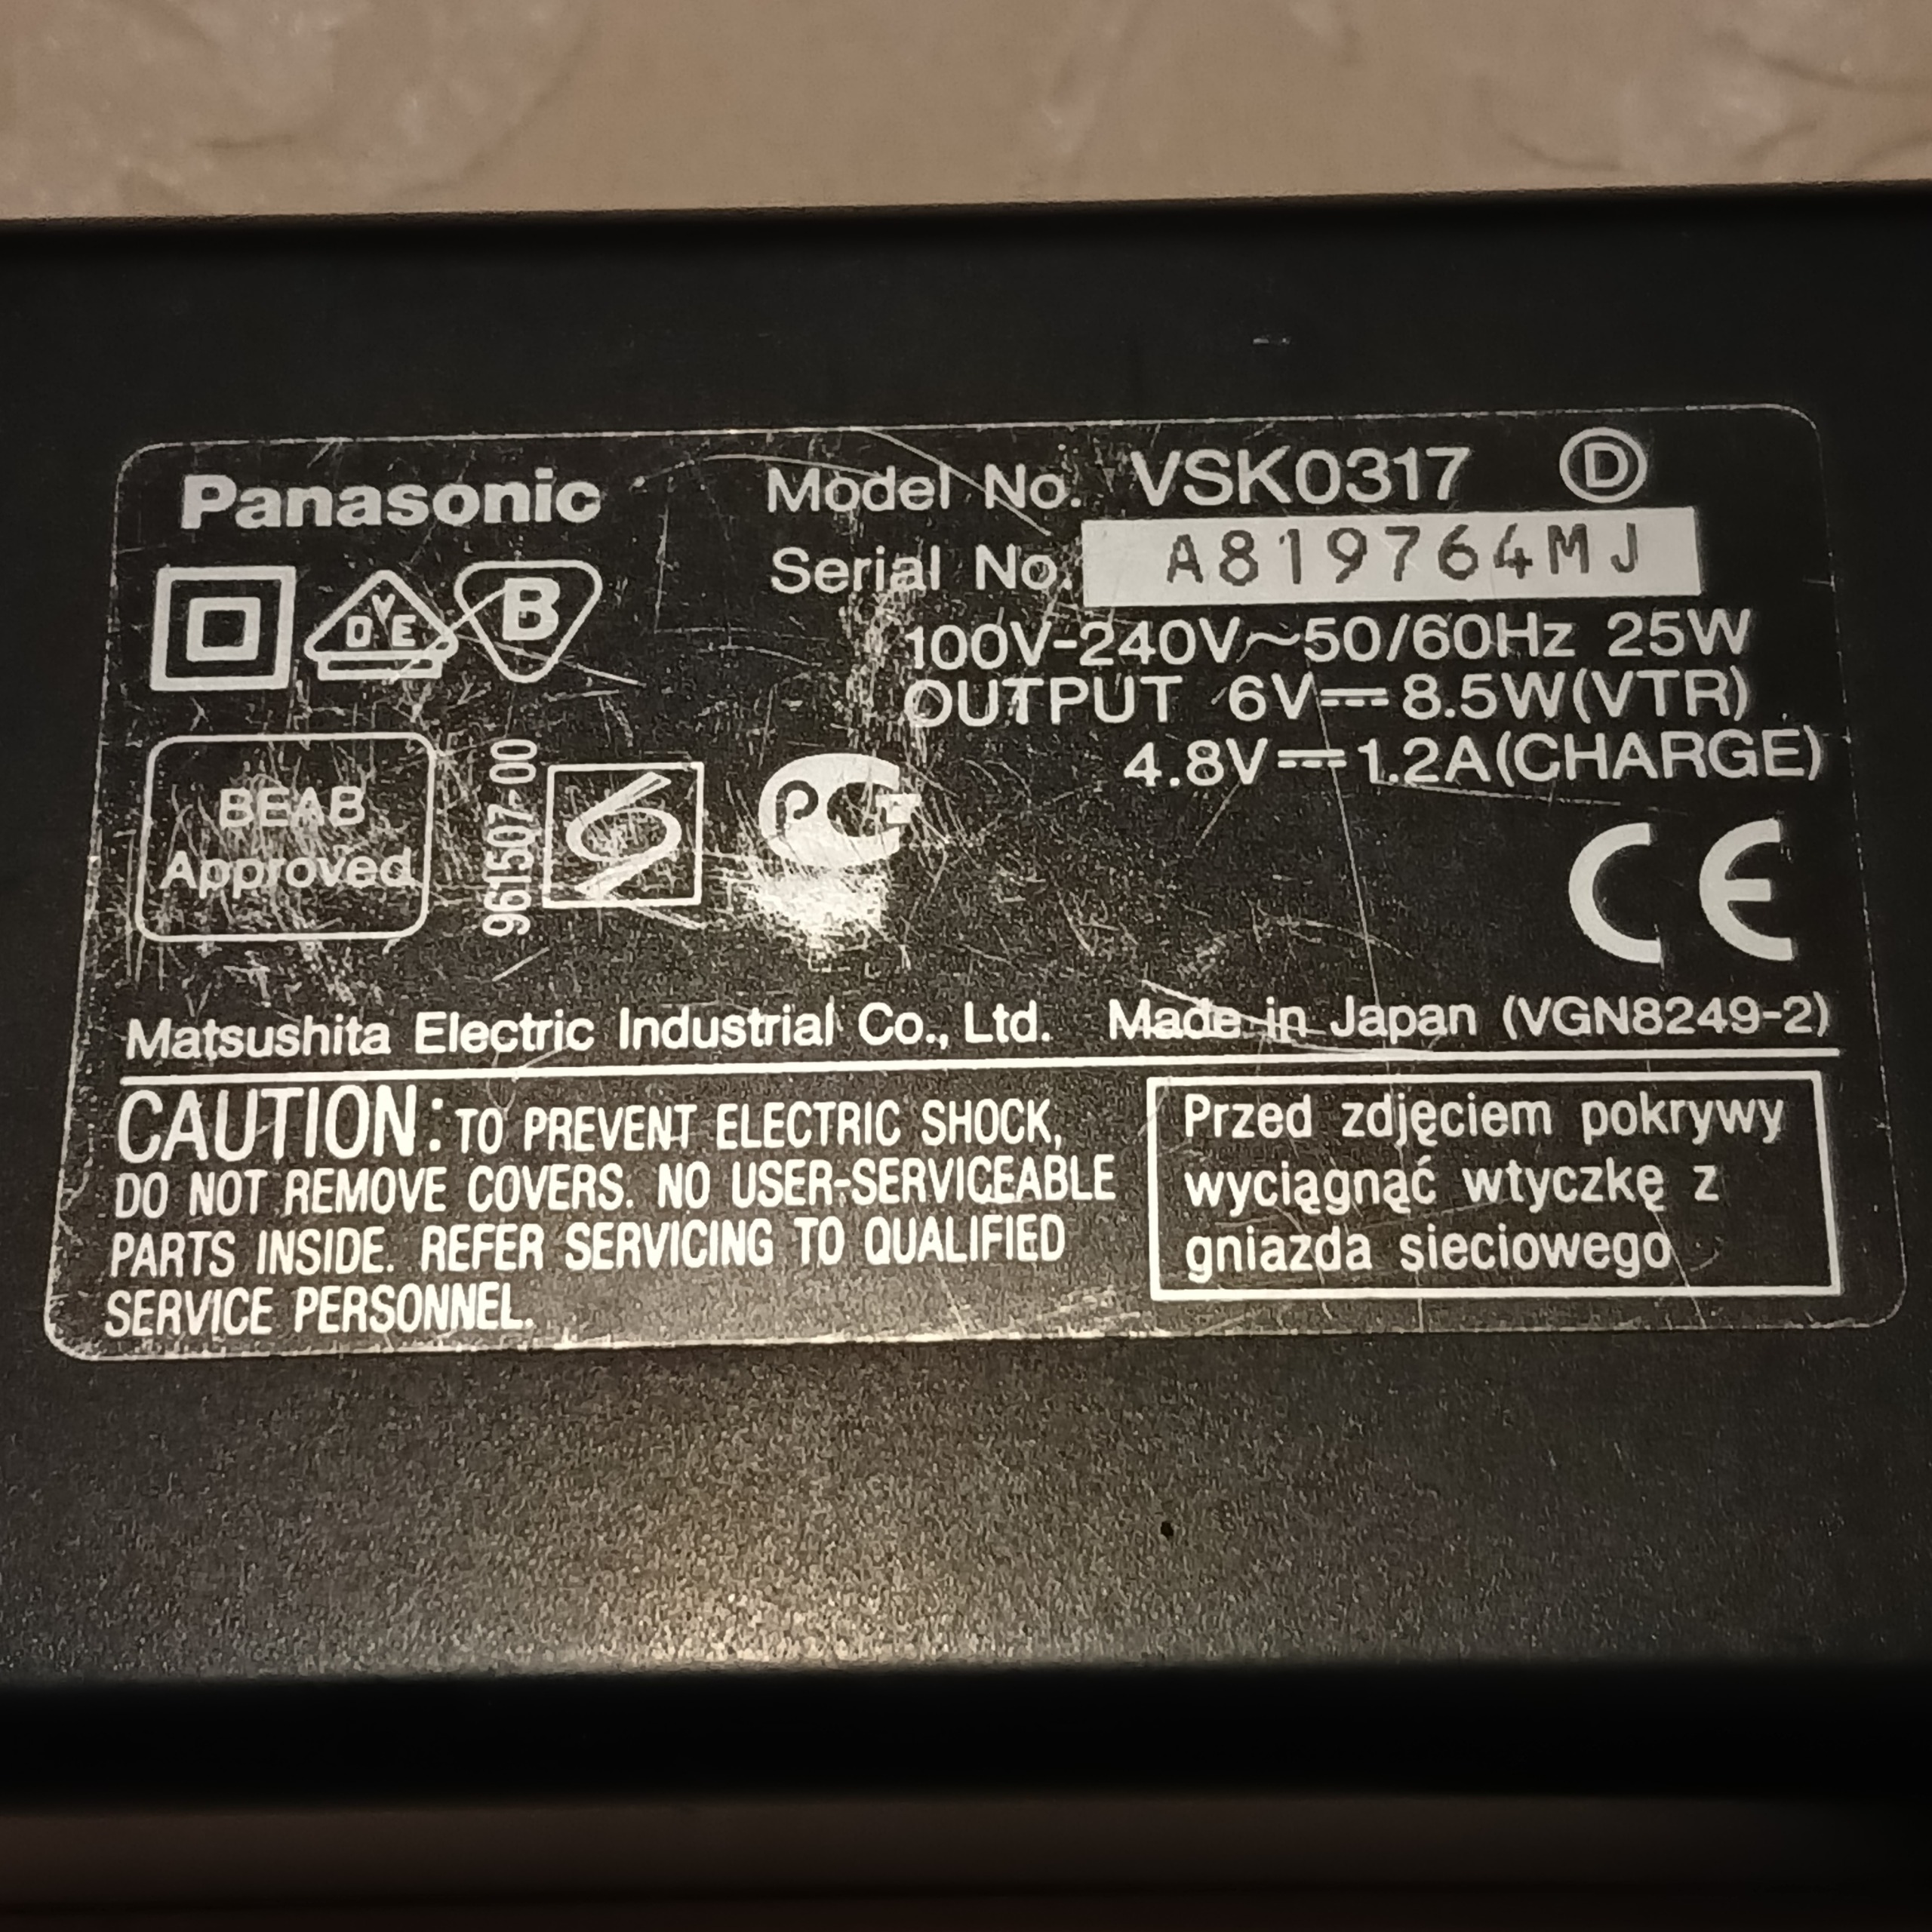 Panasonic
Model No. VSK0317 D
Serial No. A819764MJ
VDE
B
100V-240V~50/60Hz 25W
OUTPUT 6V⎓8.5W(VTR)
4.8V⎓1.2A(CHARGE)
BEAB
Approved
961507-00
PG
CE
Matsushita Electric Industrial Co., Ltd. Made in Japan (VGN8249-2)
CAUTION: TO PREVENT ELECTRIC SHOCK,
DO NOT REMOVE COVERS. NO USER-SERVICEABLE
PARTS INSIDE. REFER SERVICING TO QUALIFIED
SERVICE PERSONNEL.
Przed zdjęciem pokrywy
wyciągnąć wtyczkę z
gniazda sieciowego